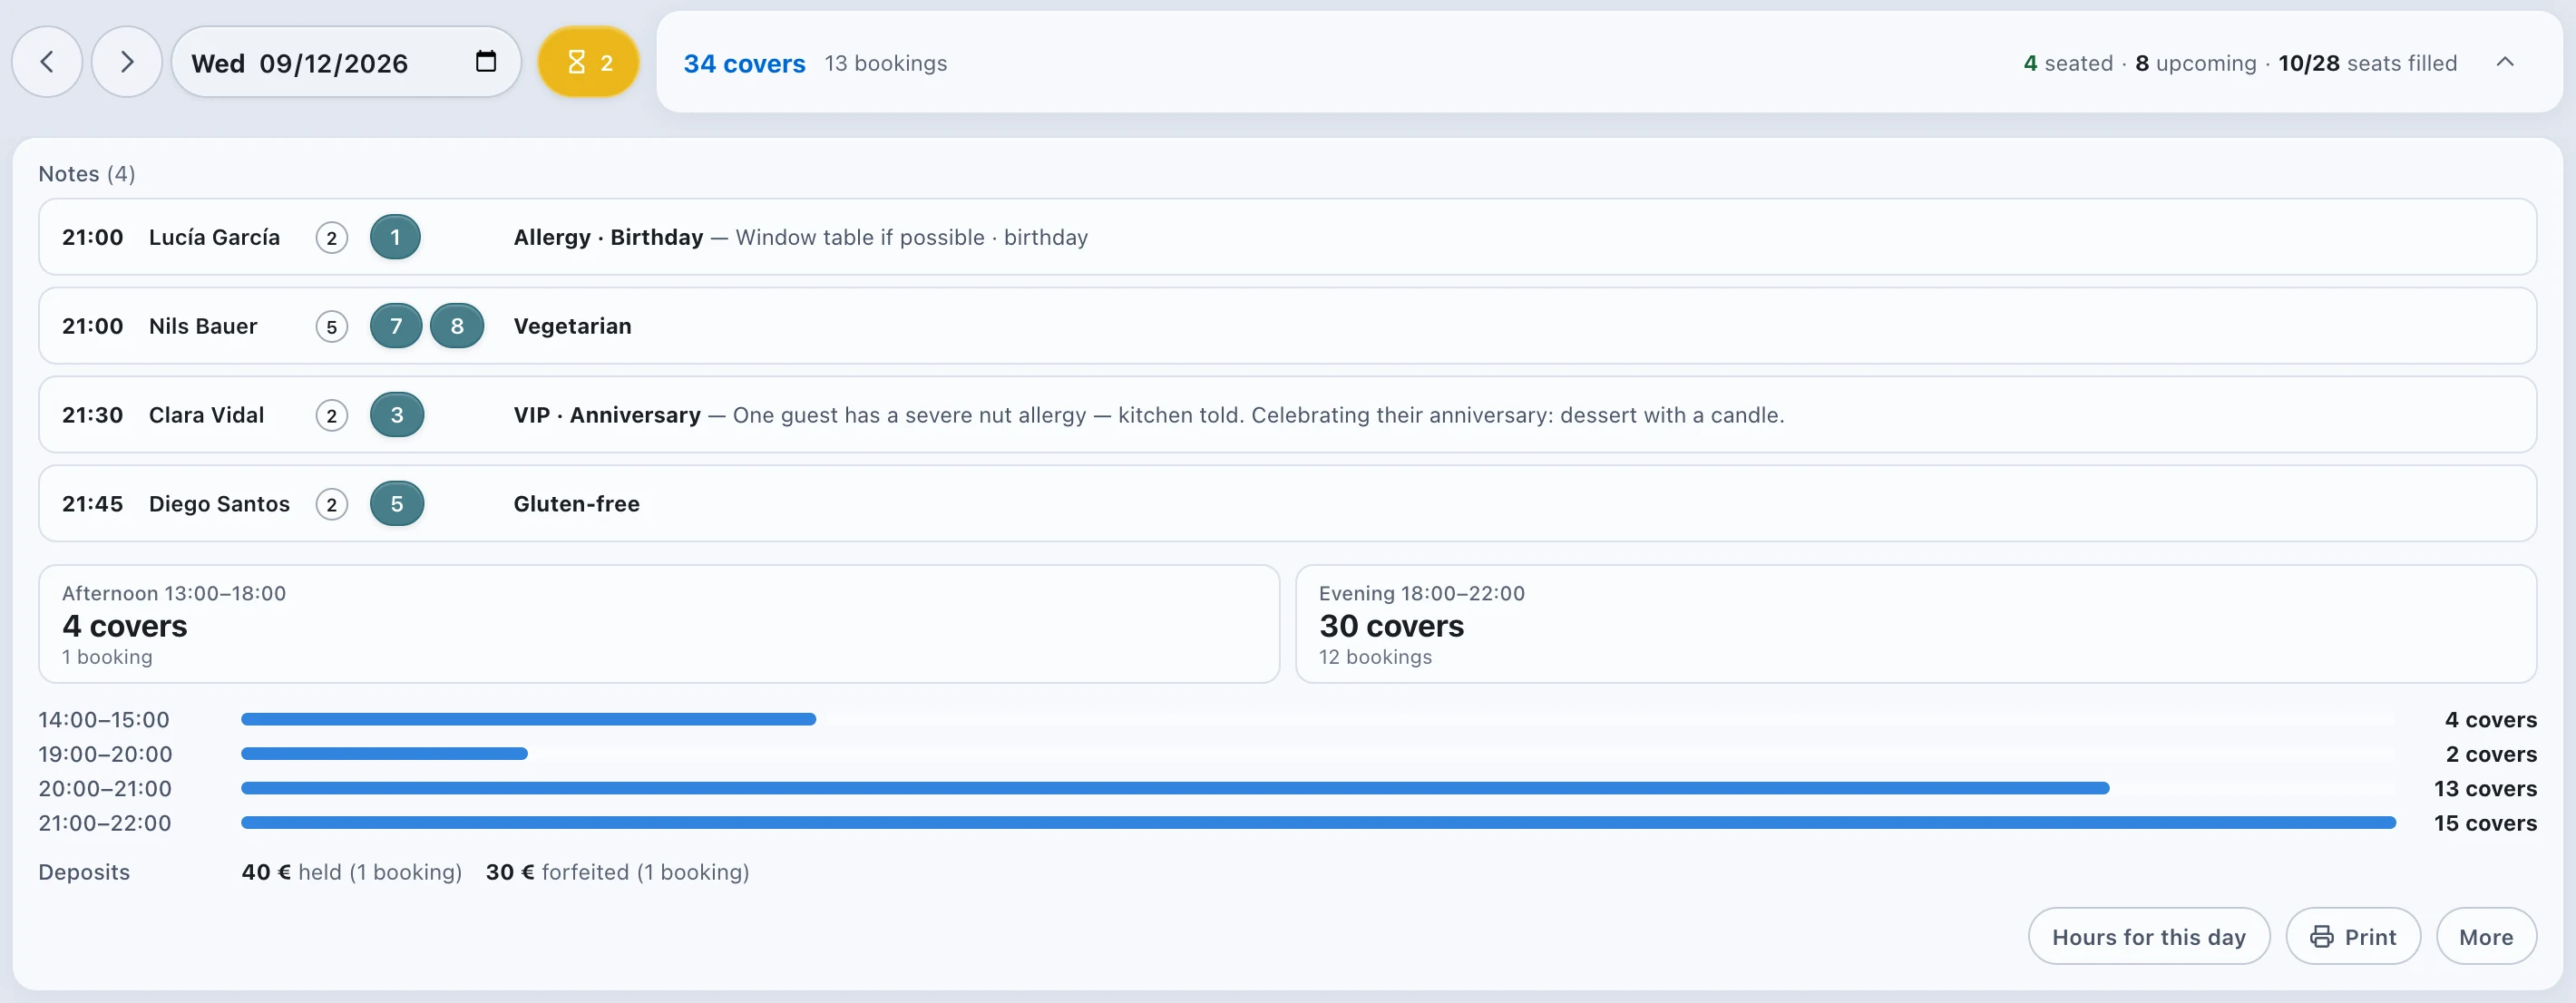 Wed 09/12/2026
2
34 covers 13 bookings
4 seated · 8 upcoming · 10/28 seats filled
Notes (4)
21:00 Lucía García 2 1 Allergy · Birthday — Window table if possible · birthday
21:00 Nils Bauer 5 7 8 Vegetarian
21:30 Clara Vidal 2 3 VIP · Anniversary — One guest has a severe nut allergy — kitchen told. Celebrating their anniversary: dessert with a candle.
21:45 Diego Santos 2 5 Gluten-free
Afternoon 13:00–18:00
4 covers
1 booking
Evening 18:00–22:00
30 covers
12 bookings
14:00–15:00 4 covers
19:00–20:00 2 covers
20:00–21:00 13 covers
21:00–22:00 15 covers
Deposits 40 € held (1 booking) 30 € forfeited (1 booking)
Hours for this day Print More